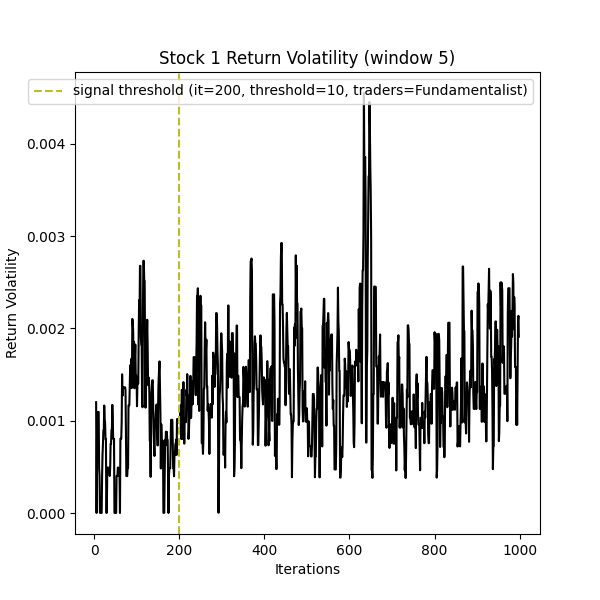 Stock 1 Return Volatility (window 5)
signal threshold (it=200, threshold=10, traders=Fundamentalist)
0.004
0.003
0.002
0.001
0.000
Return Volatility
0 200 400 600 800 1000
Iterations